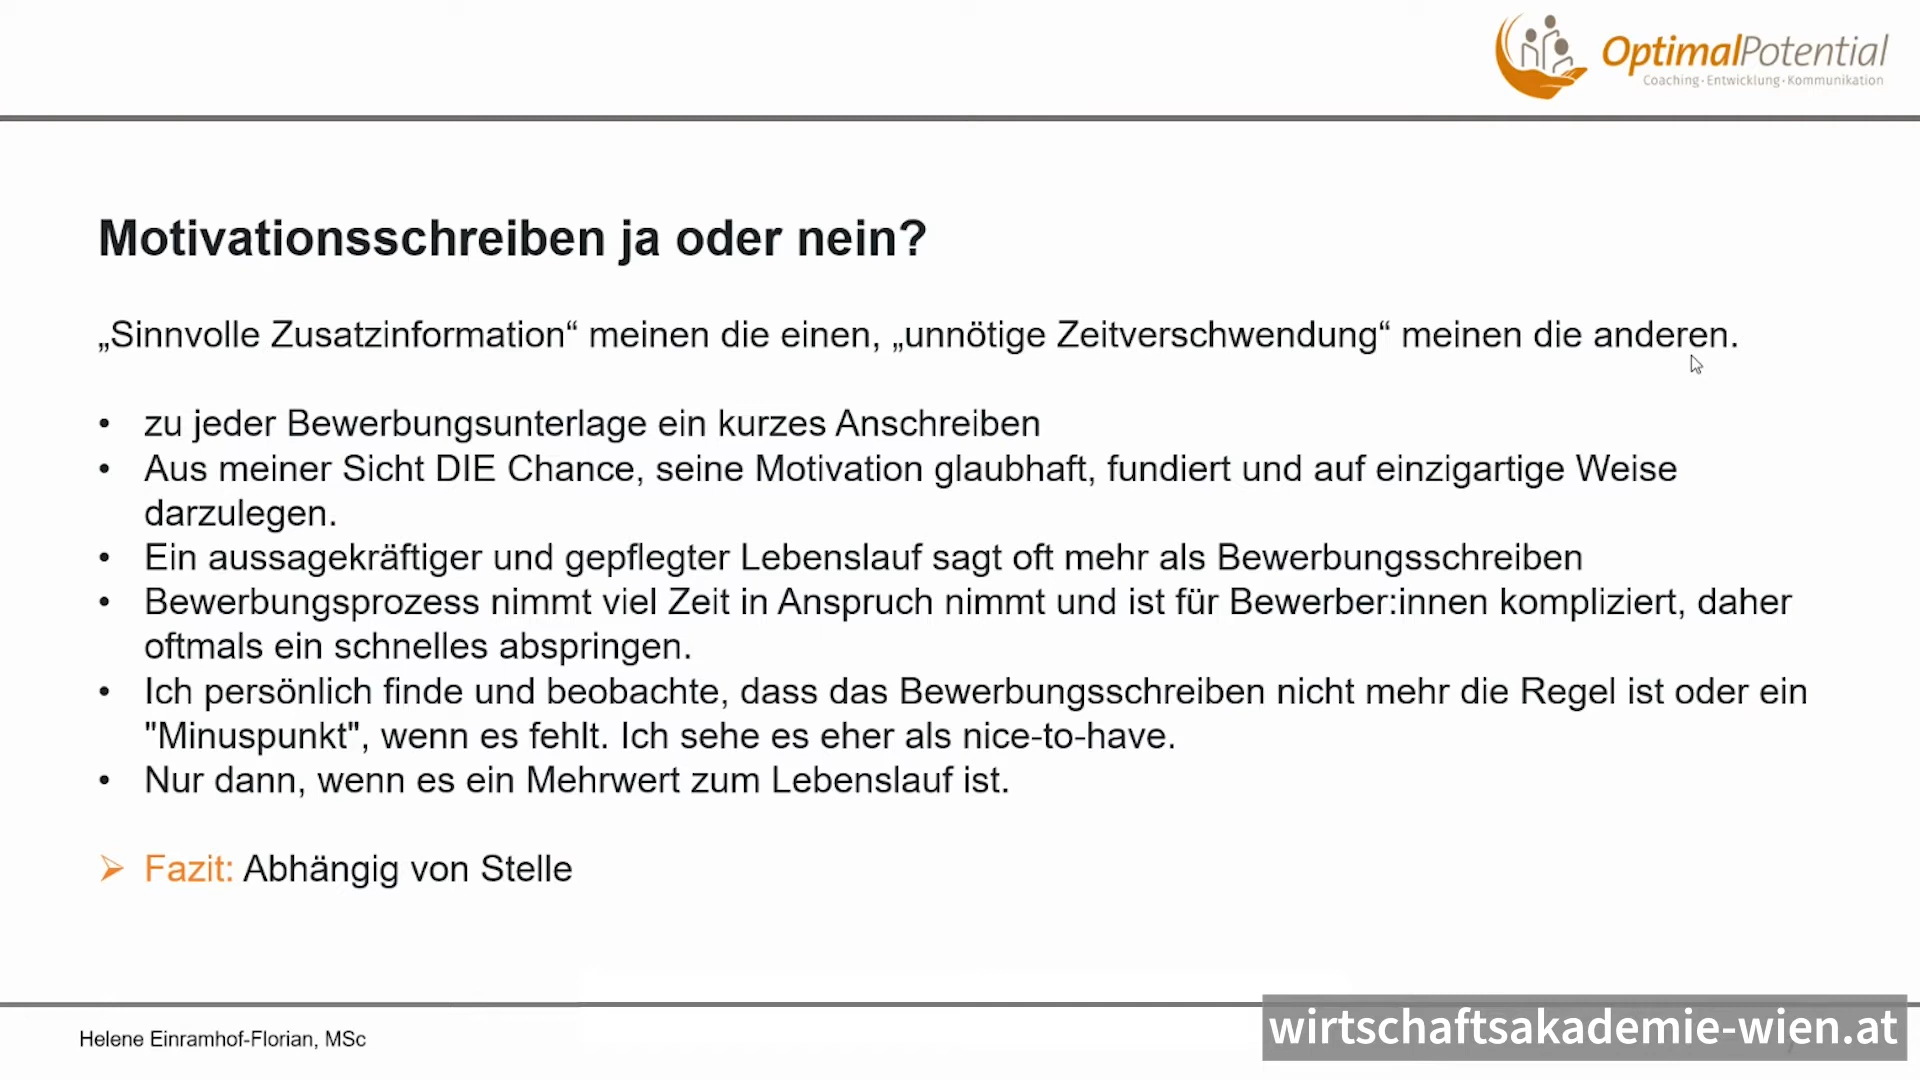 OptimalPotential
Coaching·Entwicklung·Kommunikation
Motivationsschreiben ja oder nein?
„Sinnvolle Zusatzinformation“ meinen die einen, „unnötige Zeitverschwendung“ meinen die anderen.
• zu jeder Bewerbungsunterlage ein kurzes Anschreiben
• Aus meiner Sicht DIE Chance, seine Motivation glaubhaft, fundiert und auf einzigartige Weise
darzulegen.
• Ein aussagekräftiger und gepflegter Lebenslauf sagt oft mehr als Bewerbungsschreiben
• Bewerbungsprozess nimmt viel Zeit in Anspruch nimmt und ist für Bewerber:innen kompliziert, daher
oftmals ein schnelles abspringen.
• Ich persönlich finde und beobachte, dass das Bewerbungsschreiben nicht mehr die Regel ist oder ein
"Minuspunkt", wenn es fehlt. Ich sehe es eher als nice-to-have.
• Nur dann, wenn es ein Mehrwert zum Lebenslauf ist.
➢ Fazit: Abhängig von Stelle
Helene Einramhof-Florian, MSc
wirtschaftsakademie-wien.at